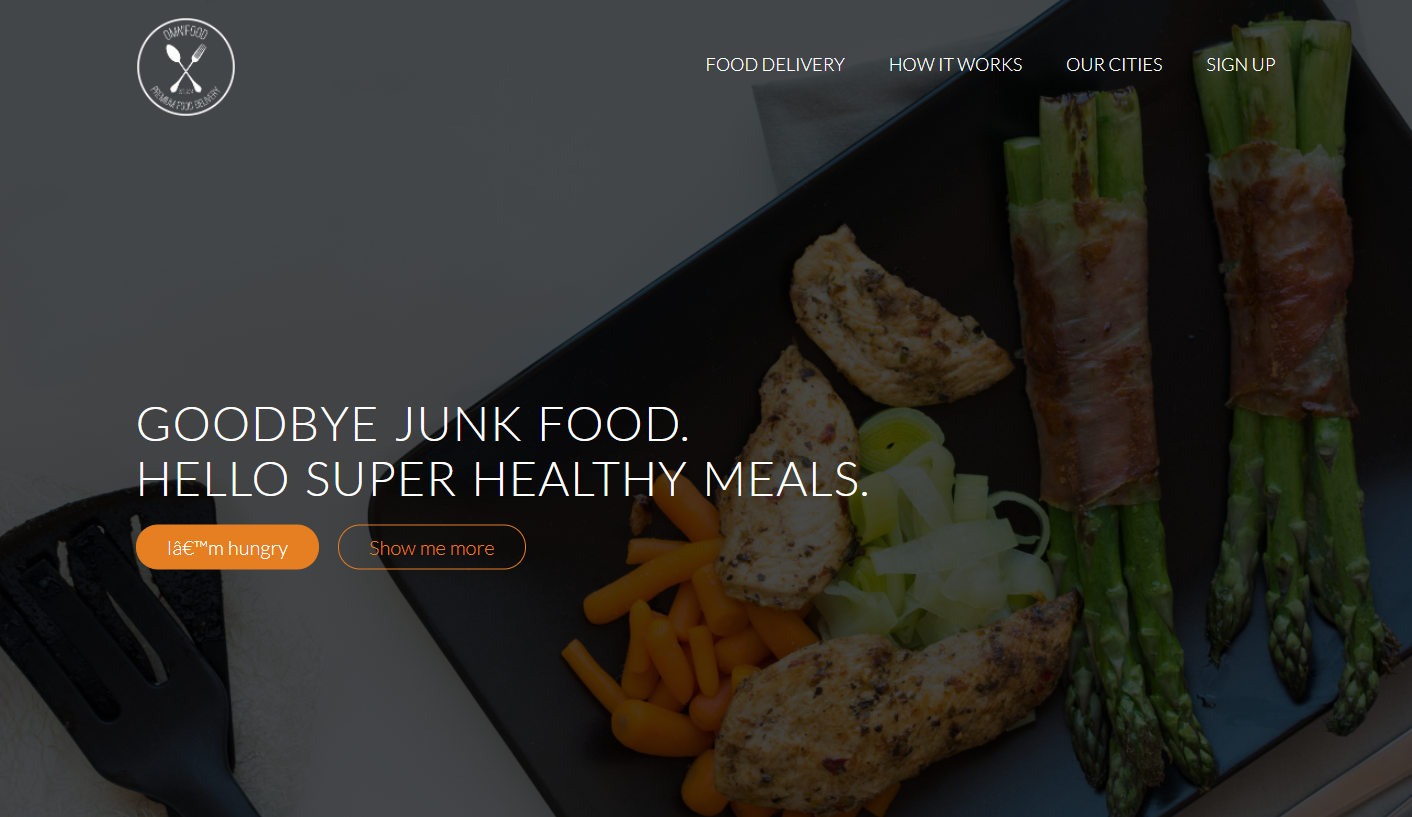 OMNIFOOD
PREMIUM FOOD DELIVERY
FOOD DELIVERY
HOW IT WORKS
OUR CITIES
SIGN UP
GOODBYE JUNK FOOD.
HELLO SUPER HEALTHY MEALS.
Iâ€™m hungry
Show me more